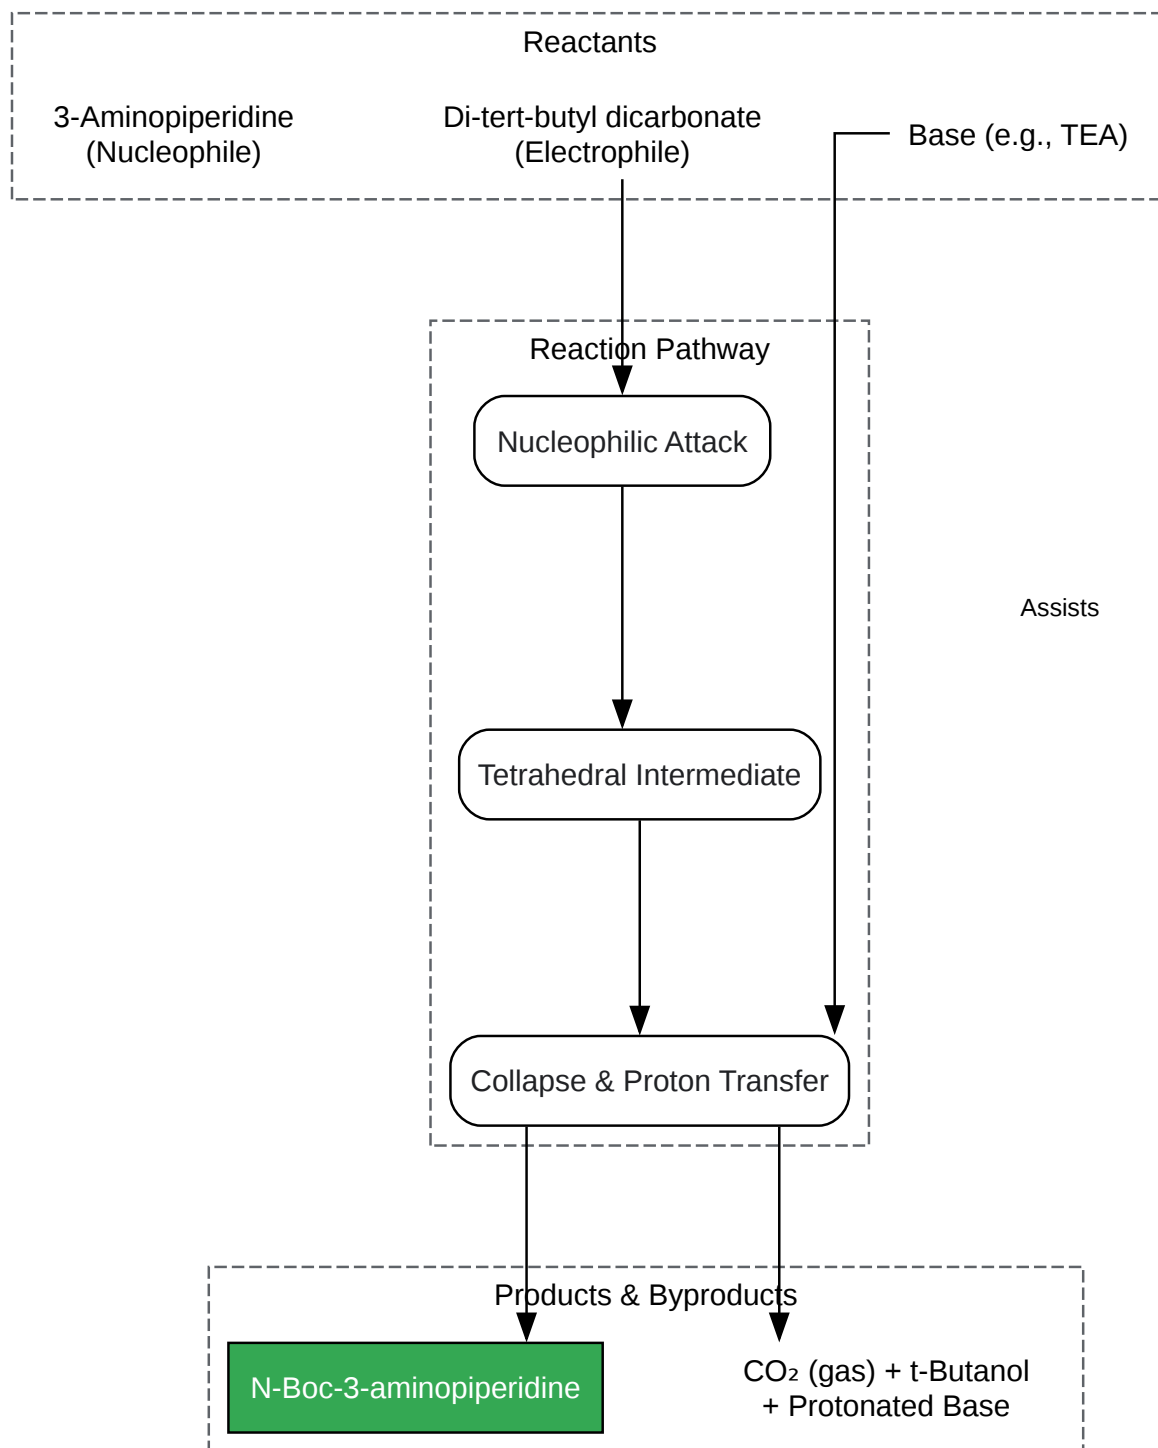 Reactants
3-Aminopiperidine
(Nucleophile)
Di-tert-butyl dicarbonate
(Electrophile)
Base (e.g., TEA)
Reaction Pathway
Nucleophilic Attack
Assists
Tetrahedral Intermediate
Collapse & Proton Transfer
Products & Byproducts
N-Boc-3-aminopiperidine
CO₂ (gas) + t-Butanol
+ Protonated Base